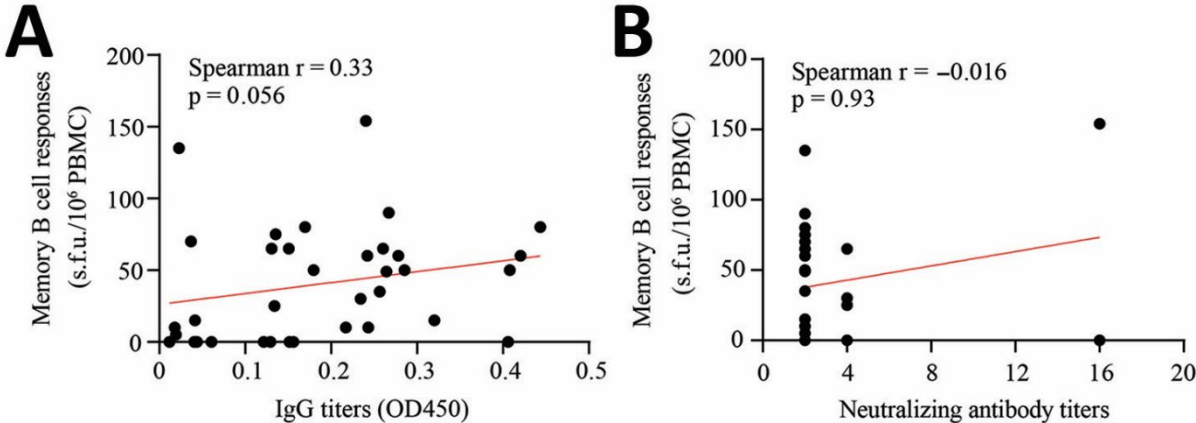 A
Memory B cell responses
(s.f.u./10⁶ PBMC)
200
150
100
50
0
Spearman r = 0.33
p = 0.056
0
0.1
0.2
0.3
0.4
0.5
IgG titers (OD450)
B
Memory B cell responses
(s.f.u./10⁶ PBMC)
200
150
100
50
0
Spearman r = –0.016
p = 0.93
0
4
8
12
16
20
Neutralizing antibody titers